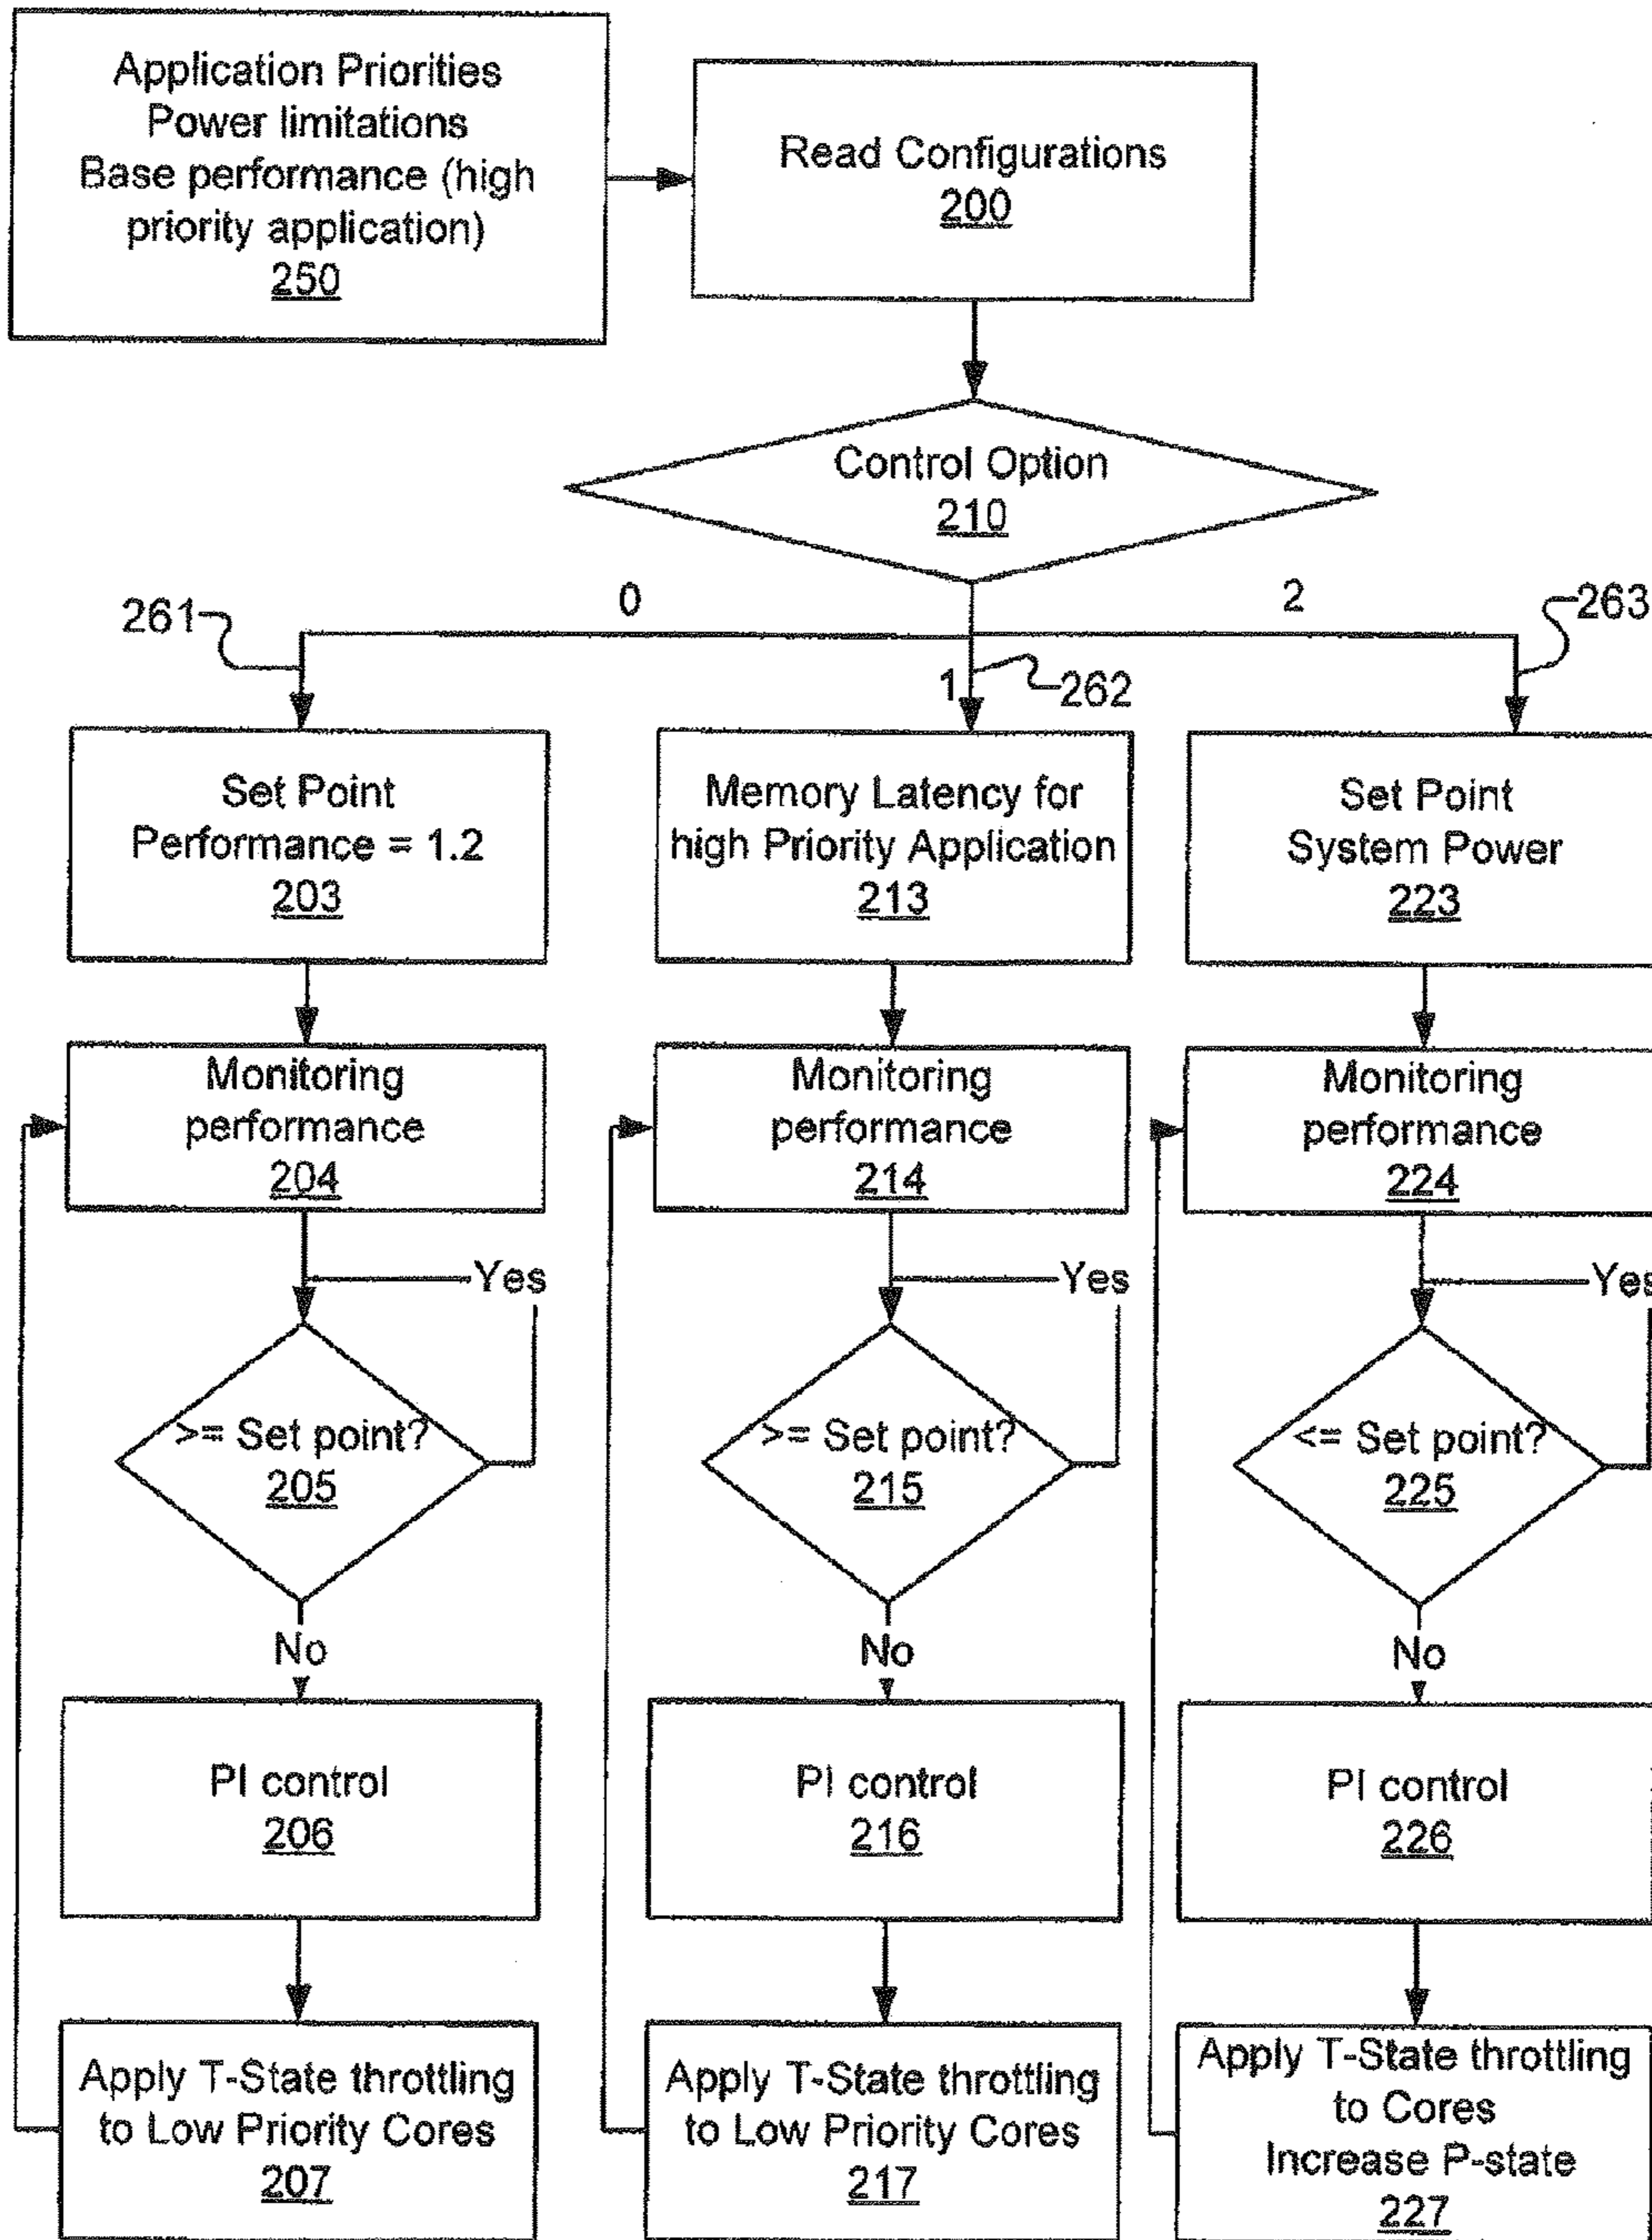 Application Priorities
Power limitations
Base performance (high
priority application)
250
Read Configurations
200
Control Option
210
261
0
2
263
1
262
Set Point
Performance = 1.2
203
Memory Latency for
high Priority Application
213
Set Point
System Power
223
Monitoring
performance
204
Monitoring
performance
214
Monitoring
performance
224
Yes
Yes
Yes
>= Set point?
205
>= Set point?
215
<= Set point?
225
No
No
No
PI control
206
PI control
216
PI control
226
Apply T-State throttling
to Low Priority Cores
207
Apply T-State throttling
to Low Priority Cores
217
Apply T-State throttling
to Cores
Increase P-state
227